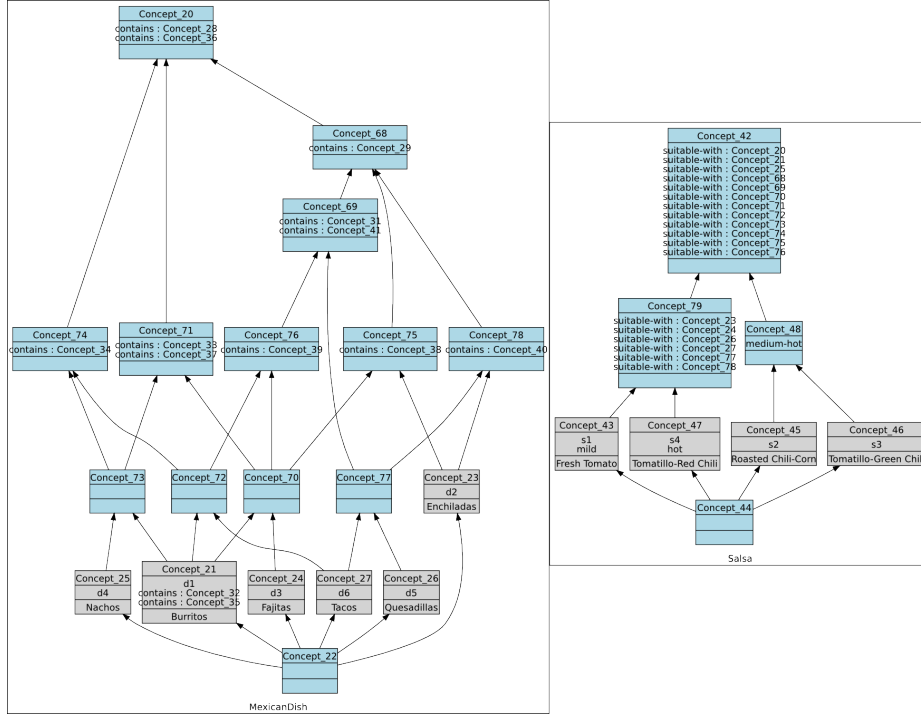 Concept_20
contains : Concept_28
contains : Concept_36
Concept_68
contains : Concept_29
Concept_69
contains : Concept_31
contains : Concept_41
Concept_74
contains : Concept_34
Concept_71
contains : Concept_33
contains : Concept_37
Concept_76
contains : Concept_39
Concept_75
contains : Concept_38
Concept_78
contains : Concept_40
Concept_73
Concept_72
Concept_70
Concept_77
Concept_23
d2
Enchiladas
Concept_25
d4
Nachos
Concept_21
d1
contains : Concept_32
contains : Concept_35
Burritos
Concept_24
d3
Fajitas
Concept_27
d6
Tacos
Concept_26
d5
Quesadillas
Concept_22
MexicanDish
Concept_42
suitable-with : Concept_20
suitable-with : Concept_21
suitable-with : Concept_25
suitable-with : Concept_68
suitable-with : Concept_69
suitable-with : Concept_70
suitable-with : Concept_71
suitable-with : Concept_72
suitable-with : Concept_73
suitable-with : Concept_74
suitable-with : Concept_75
suitable-with : Concept_76
Concept_79
suitable-with : Concept_23
suitable-with : Concept_24
suitable-with : Concept_26
suitable-with : Concept_27
suitable-with : Concept_77
suitable-with : Concept_78
Concept_48
medium-hot
Concept_43
s1
mild
Fresh Tomato
Concept_47
s4
hot
Tomatillo-Red Chili
Concept_45
s2
Roasted Chili-Corn
Concept_46
s3
Tomatillo-Green Chil
Concept_44
Salsa